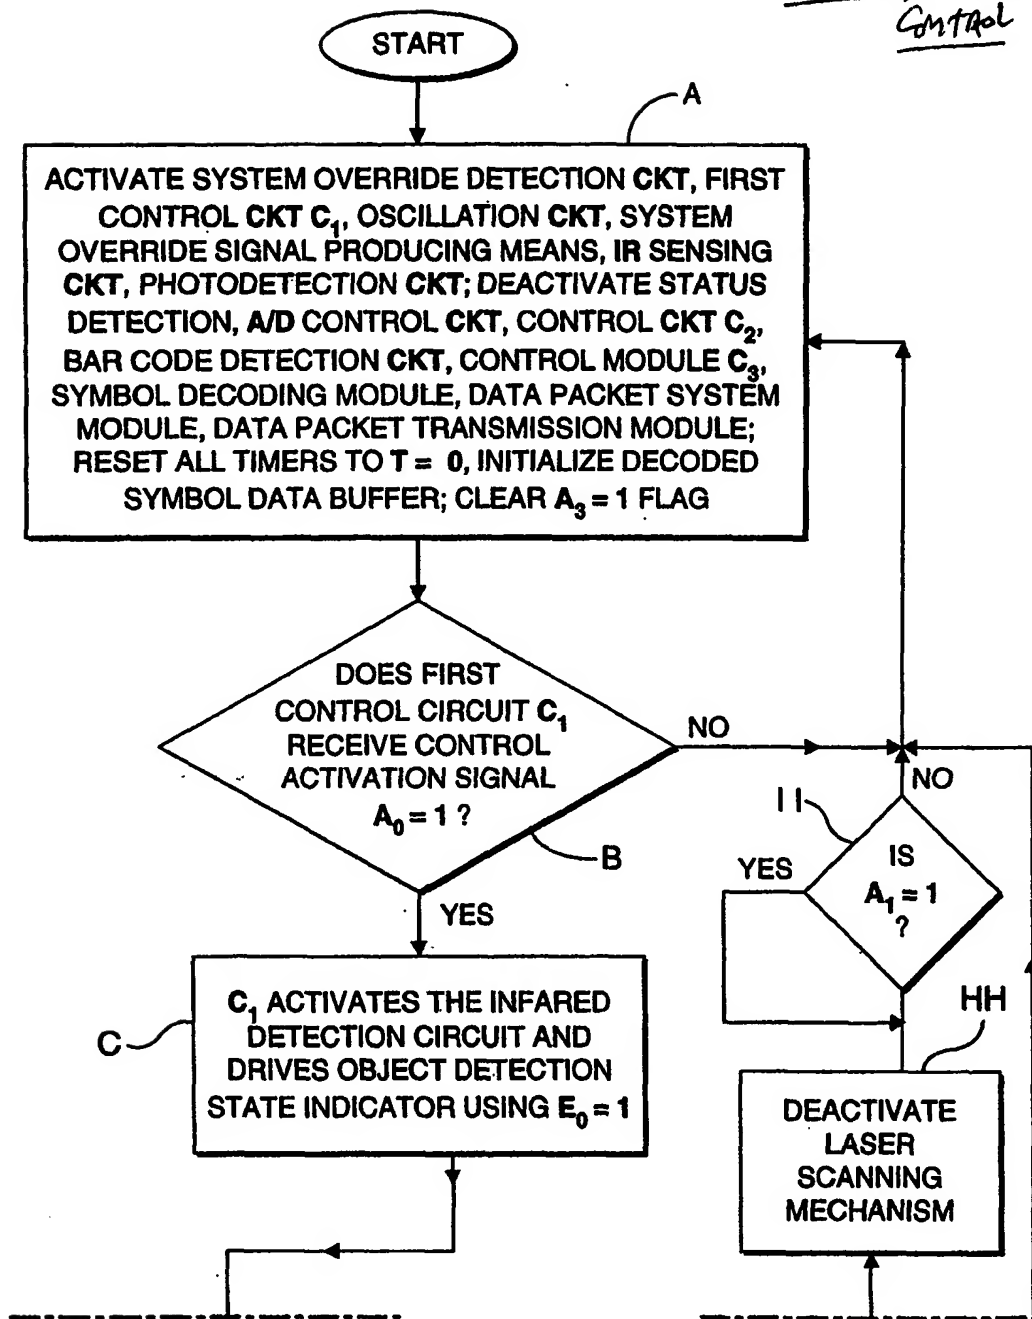 Control
START
A
ACTIVATE SYSTEM OVERRIDE DETECTION CKT, FIRST
CONTROL CKT C₁, OSCILLATION CKT, SYSTEM
OVERRIDE SIGNAL PRODUCING MEANS, IR SENSING
CKT, PHOTODETECTION CKT; DEACTIVATE STATUS
DETECTION, A/D CONTROL CKT, CONTROL CKT C₂,
BAR CODE DETECTION CKT, CONTROL MODULE C₃,
SYMBOL DECODING MODULE, DATA PACKET SYSTEM
MODULE, DATA PACKET TRANSMISSION MODULE;
RESET ALL TIMERS TO T = 0, INITIALIZE DECODED
SYMBOL DATA BUFFER; CLEAR A₃ = 1 FLAG
DOES FIRST
CONTROL CIRCUIT C₁
RECEIVE CONTROL
ACTIVATION SIGNAL
A₀ = 1 ?
NO
B
YES
NO
II
YES
IS
A₁ = 1
?
C
C₁ ACTIVATES THE INFARED
DETECTION CIRCUIT AND
DRIVES OBJECT DETECTION
STATE INDICATOR USING E₀ = 1
HH
DEACTIVATE
LASER
SCANNING
MECHANISM